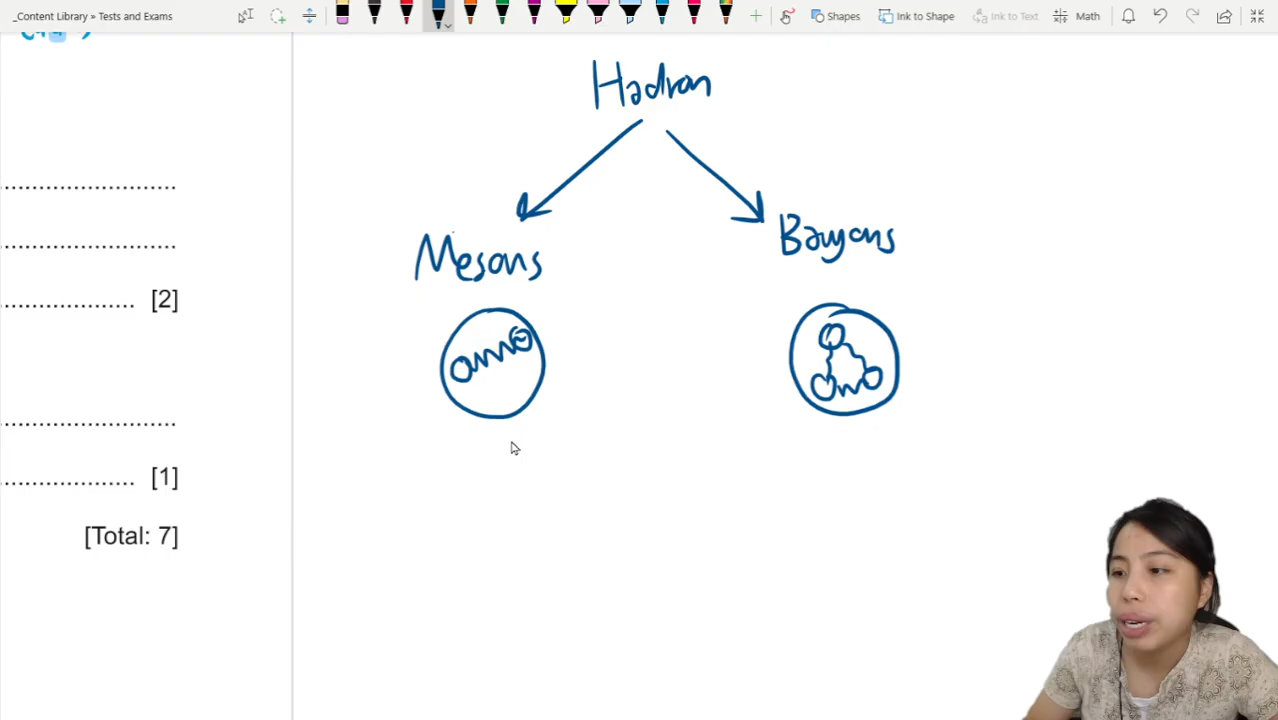 _Content Library » Tests and Exams
Shapes
Ink to Shape
Ink to Text
Math
Hadron
Mesons
Baryons
.......................... 
..........................
................... [2]
..........................
................... [1]
[Total: 7]